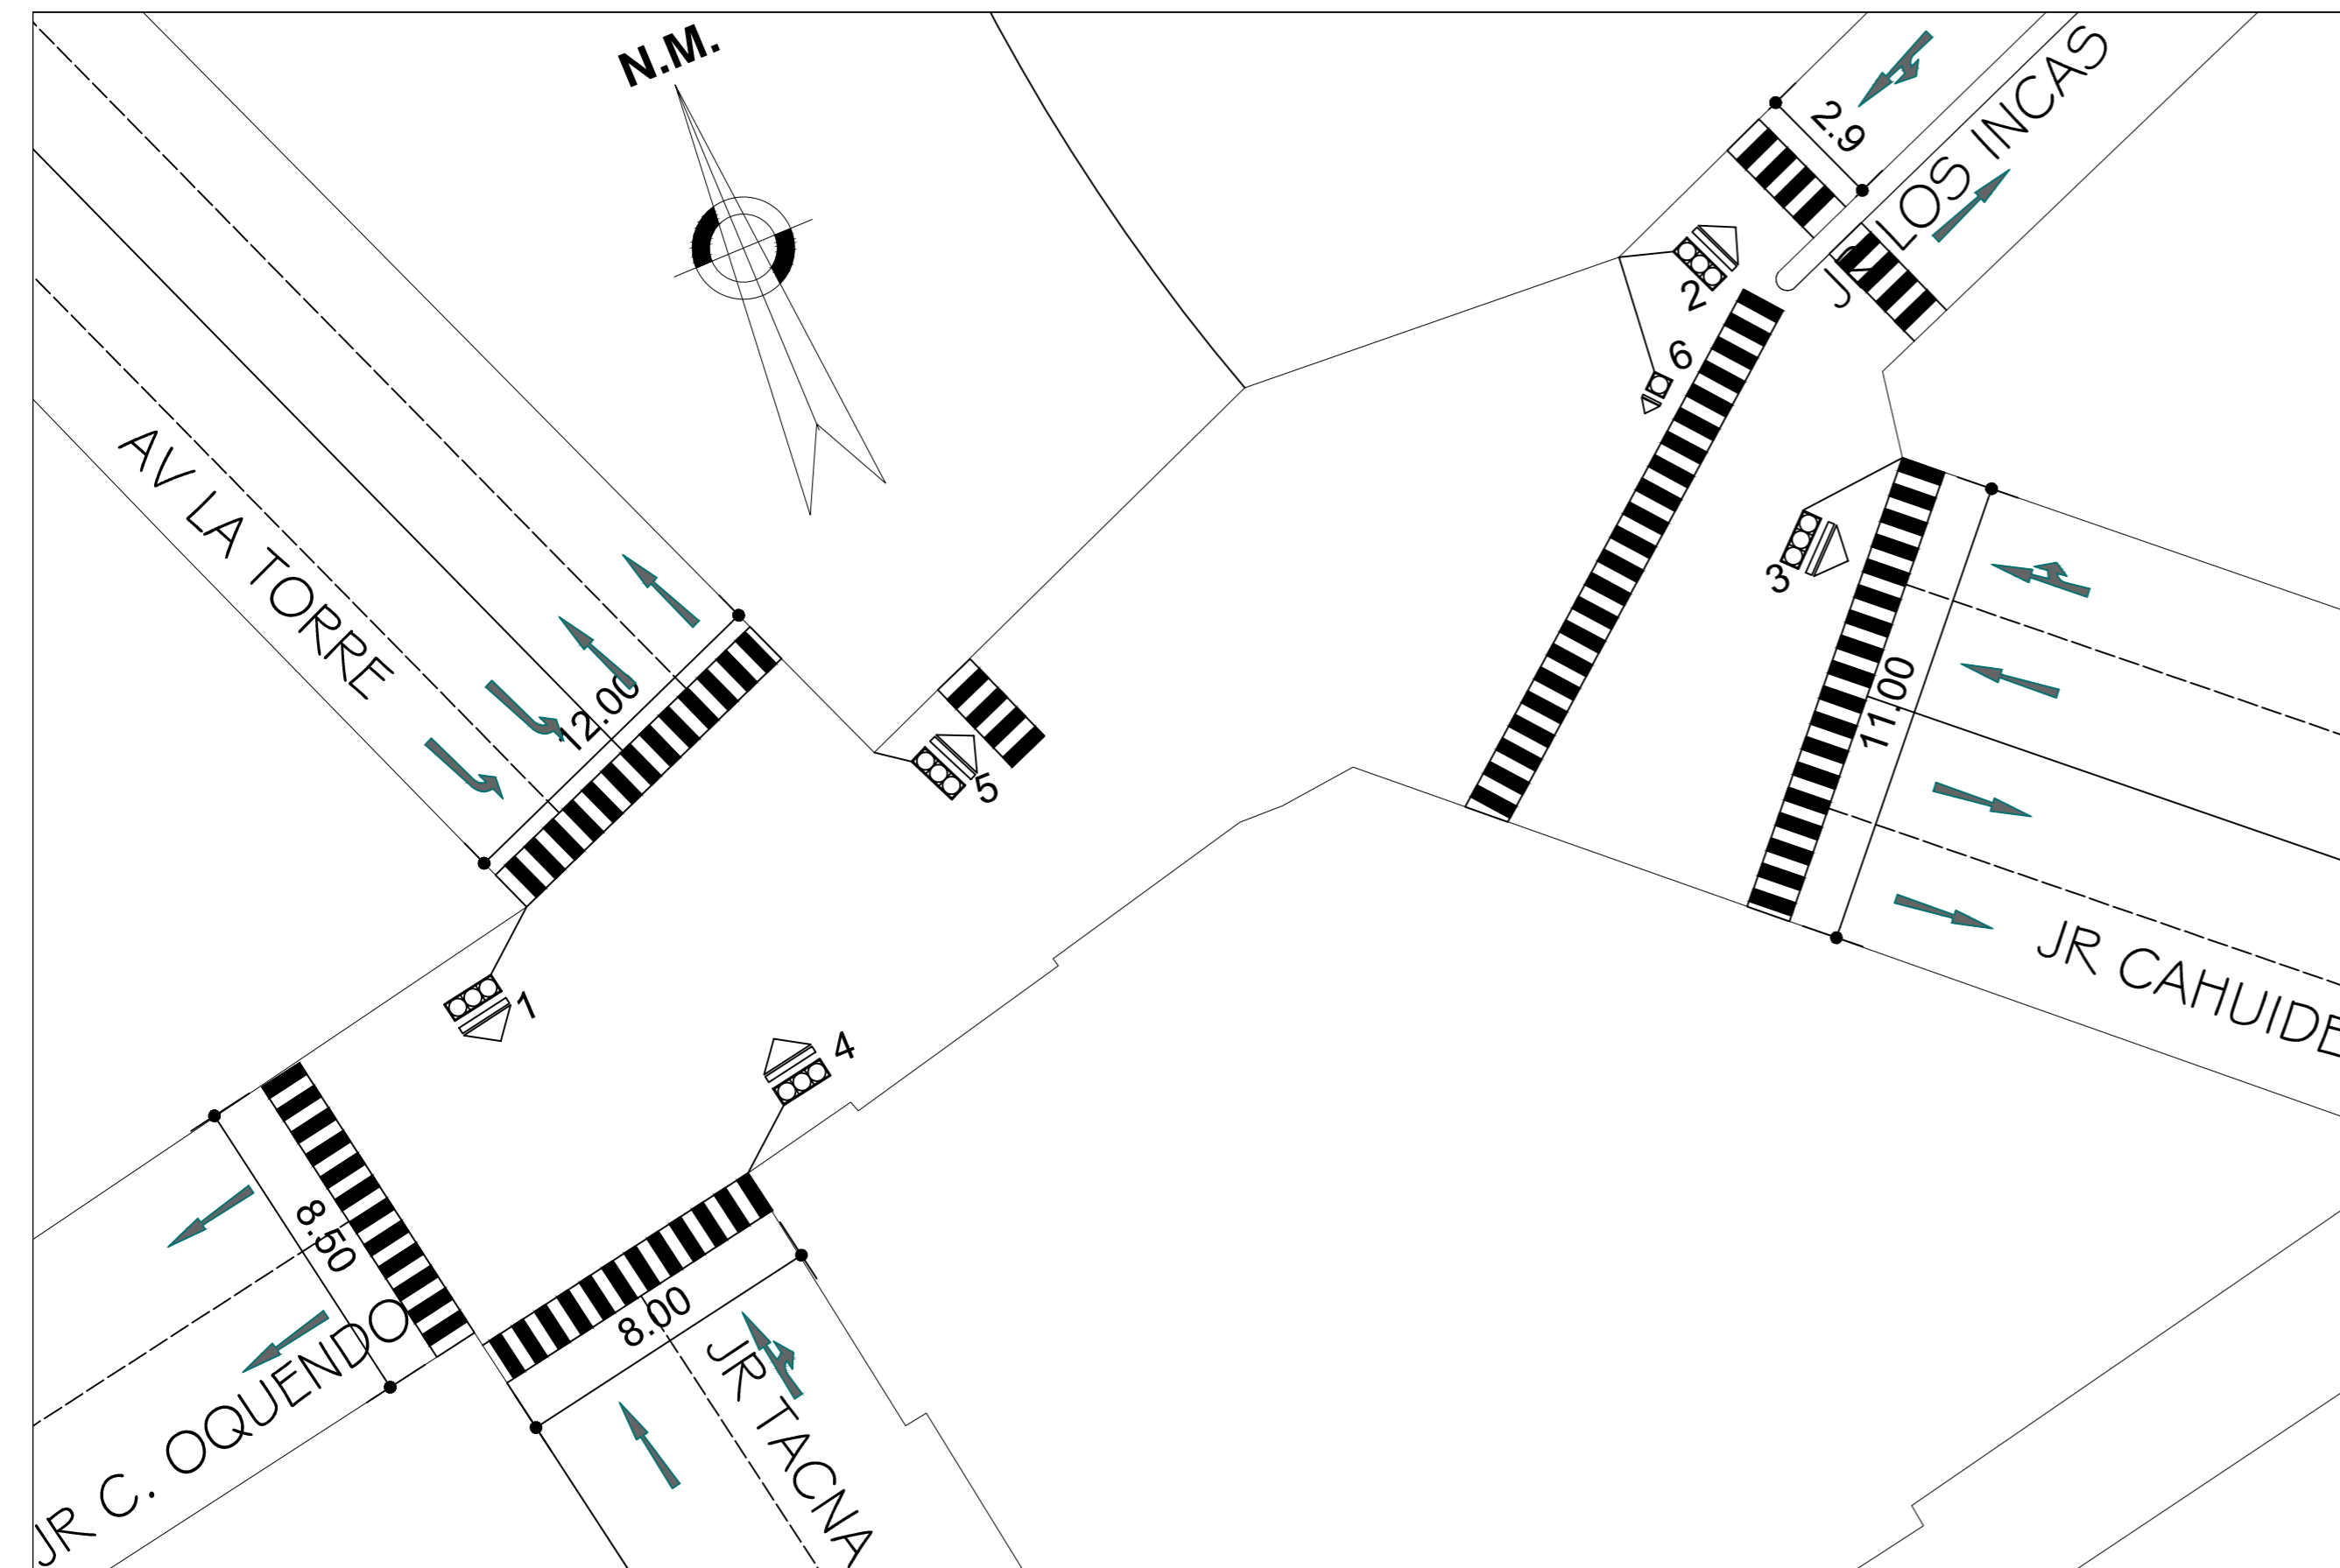 N.M.
2.9
JR LOS INCAS
2
6
AV LA TORRE
3
12.00
11.00
5
JR CAHUIDE
1
4
8.50
8.00
JR C. OQUENDO
JR TACNA